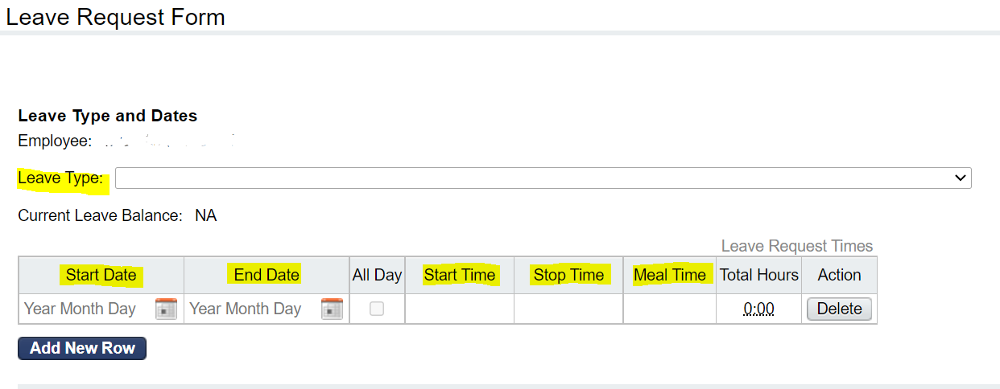 Leave Request Form
Leave Type and Dates
Employee:
Leave Type:
Current Leave Balance: NA
Leave Request Times
Start Date End Date All Day Start Time Stop Time Meal Time Total Hours Action
Year Month Day Year Month Day 0:00 Delete
Add New Row